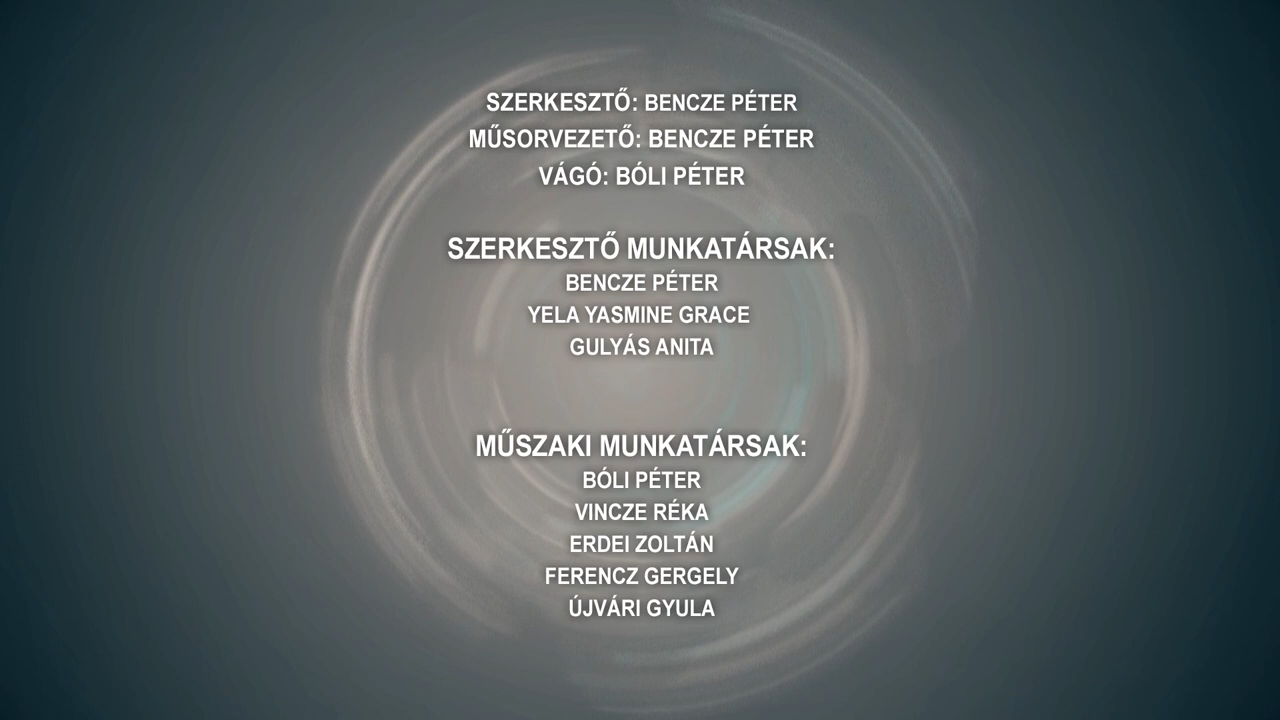 SZERKESZTŐ: BENCZE PÉTER
MŰSORVEZETŐ: BENCZE PÉTER
VÁGÓ: BÓLI PÉTER
SZERKESZTŐ MUNKATÁRSAK:
BENCZE PÉTER
YELA YASMINE GRACE
GULYÁS ANITA
MŰSZAKI MUNKATÁRSAK:
BÓLI PÉTER
VINCZE RÉKA
ERDEI ZOLTÁN
FERENCZ GERGELY
ÚJVÁRI GYULA